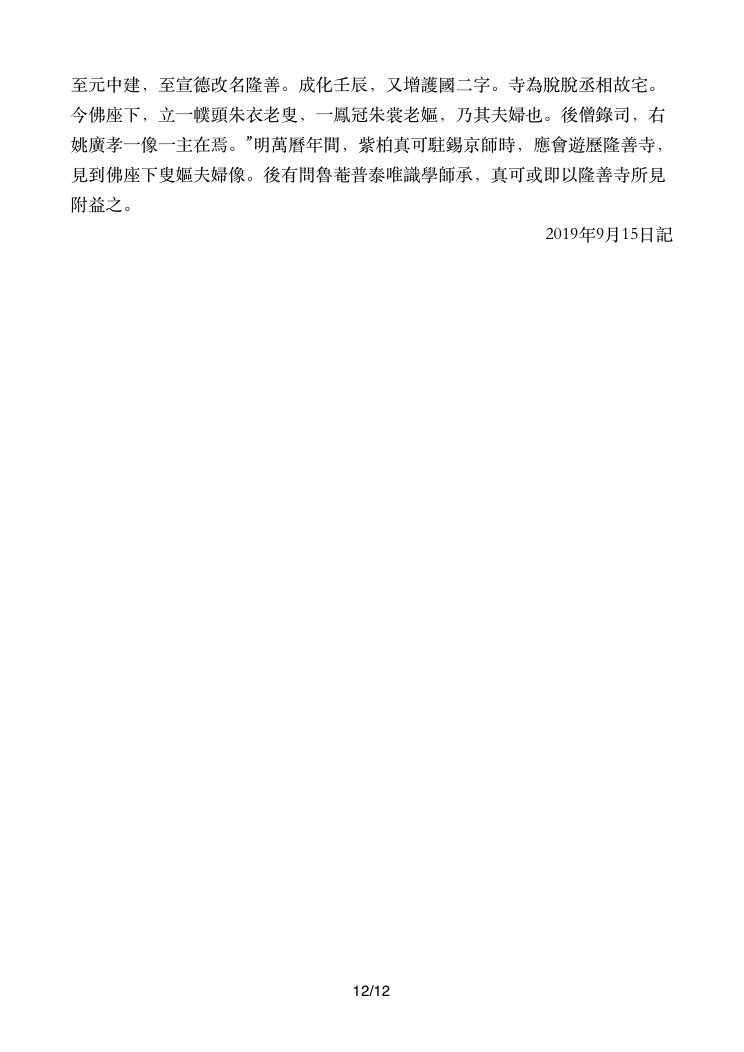 至元中建，至宣德改名隆善。成化壬辰，又增護國二字。寺為脫脫丞相故宅。
今佛座下，立一幞頭朱衣老叟，一鳳冠朱裳老嫗，乃其夫婦也。後僧錄司，右
姚廣孝一像一主在焉。”明萬曆年間，紫柏真可駐錫京師時，應會遊歷隆善寺，
見到佛座下叟嫗夫婦像。後有問魯菴普泰唯識學師承，真可或即以隆善寺所見
附益之。
2019年9月15日記
12/12